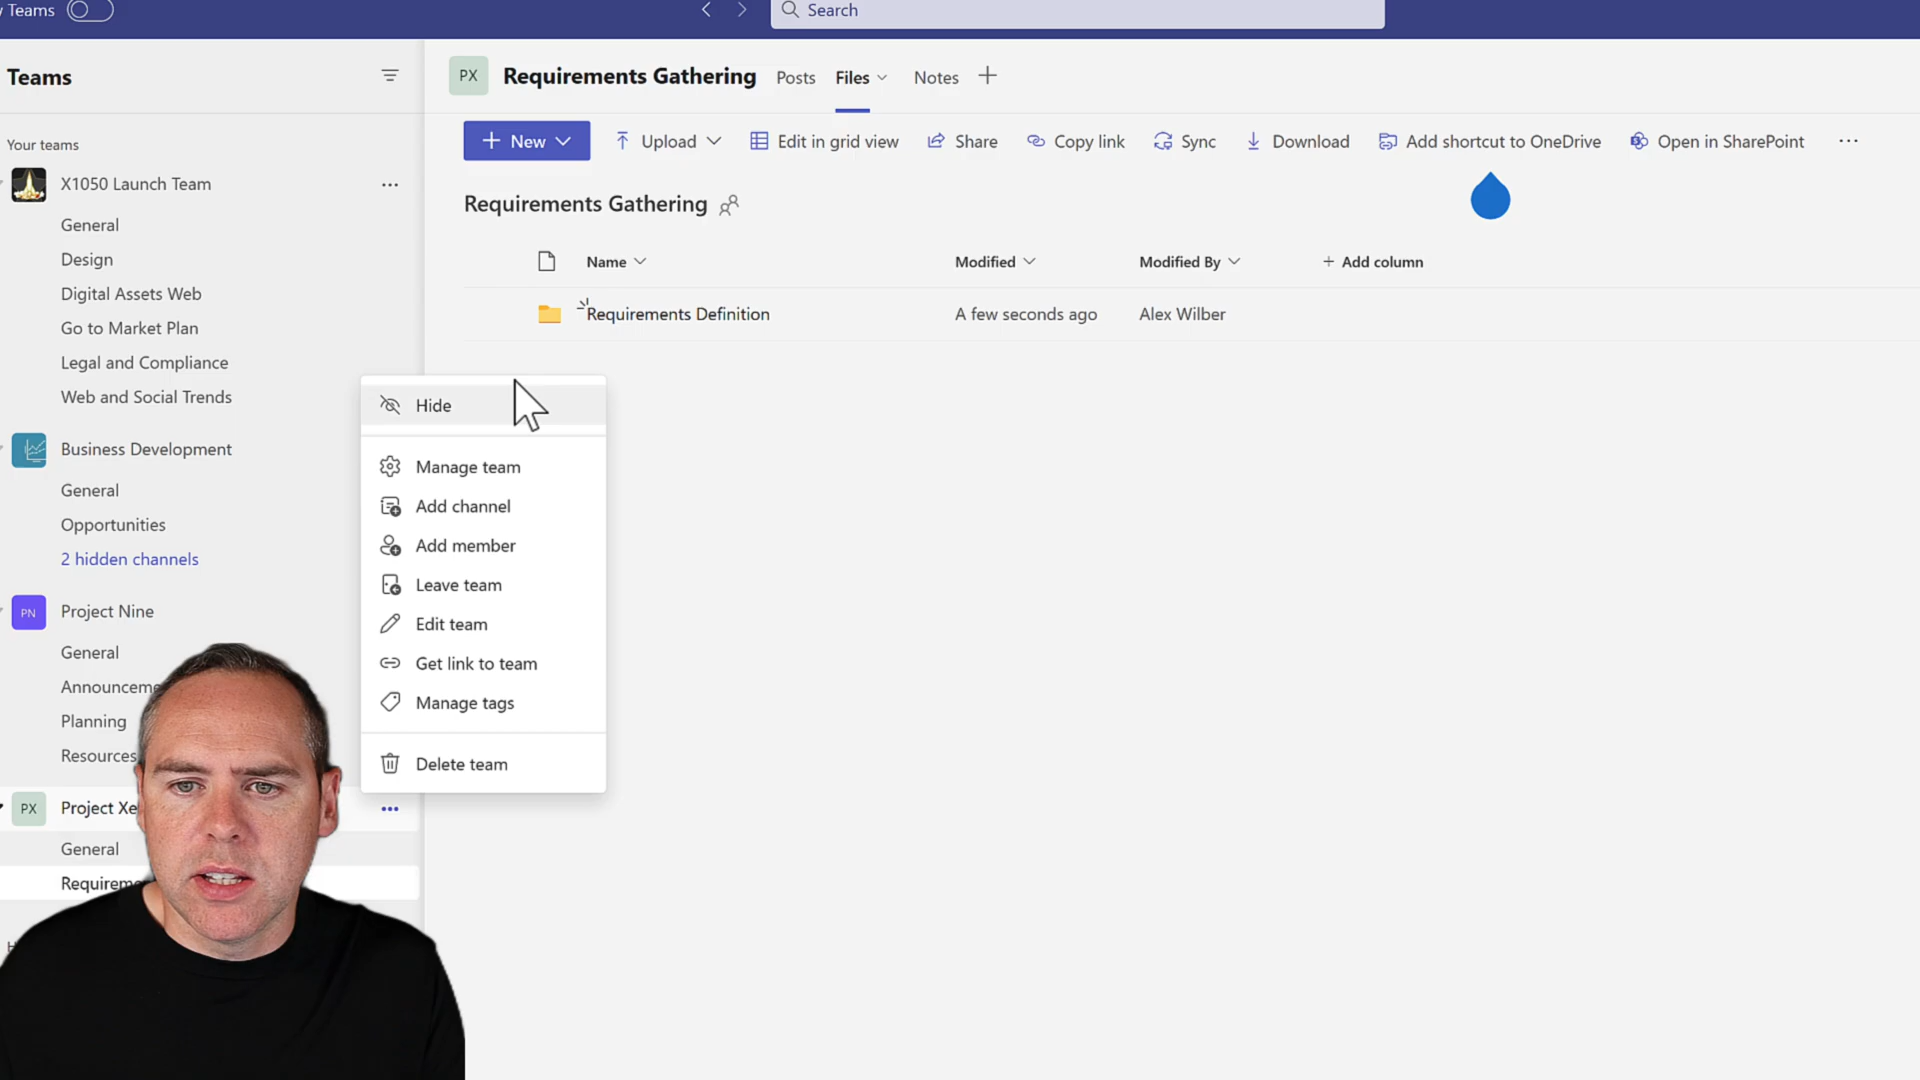 Teams
Search
Teams
PX
Requirements Gathering
Posts
Files
Notes
New
Upload
Edit in grid view
Share
Copy link
Sync
Download
Add shortcut to OneDrive
Open in SharePoint
Requirements Gathering
Name
Modified
Modified By
+ Add column
Requirements Definition
A few seconds ago
Alex Wilber
Your teams
X1050 Launch Team
General
Design
Digital Assets Web
Go to Market Plan
Legal and Compliance
Web and Social Trends
Business Development
General
Opportunities
2 hidden channels
PN
Project Nine
General
Announceme
Planning
Resources
PX
Project Xe
General
Requirem
Hide
Manage team
Add channel
Add member
Leave team
Edit team
Get link to team
Manage tags
Delete team